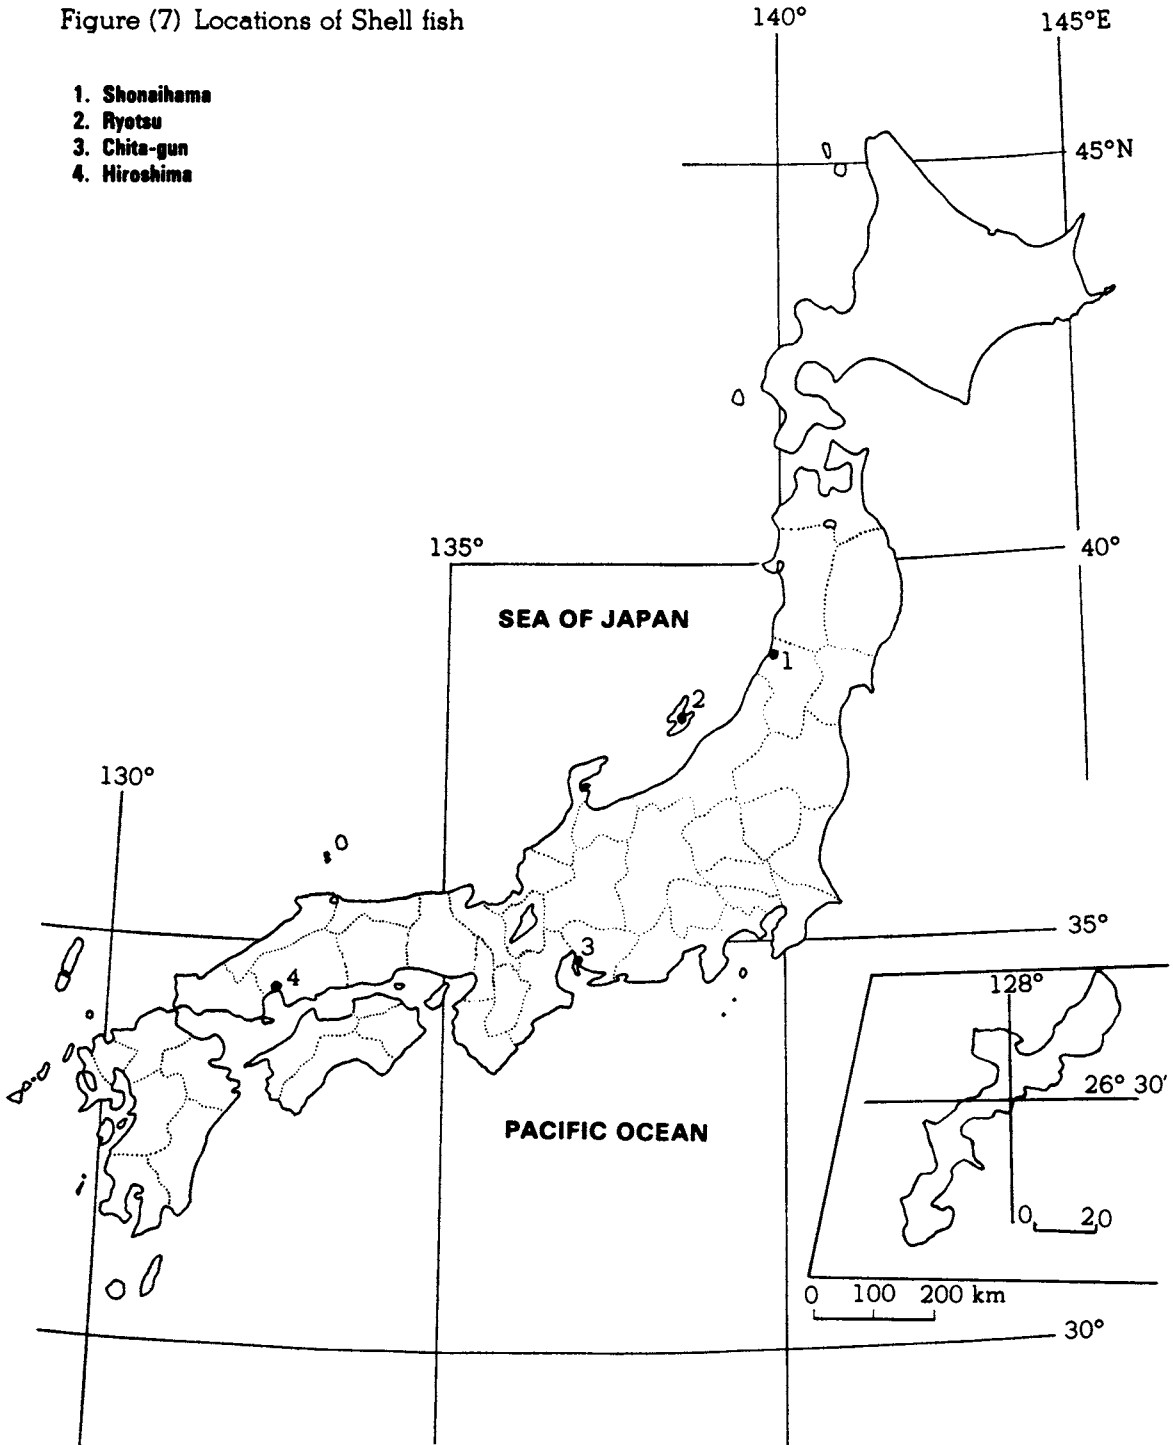 Figure (7) Locations of Shell fish
1. Shonaihama
2. Ryotsu
3. Chita-gun
4. Hiroshima
140°
145°E
45°N
135°
40°
SEA OF JAPAN
1
2
130°
35°
3
4
128°
26° 30'
PACIFIC OCEAN
0 20
0 100 200 km
30°